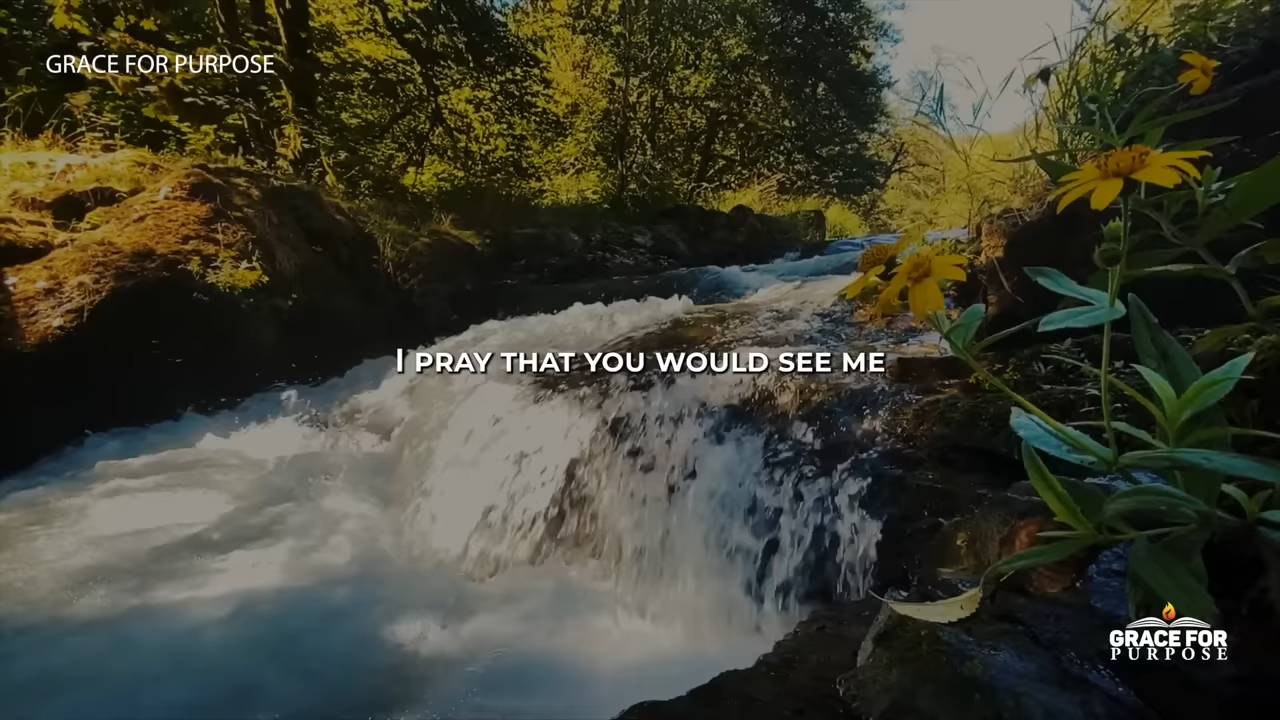 GRACE FOR PURPOSE
I PRAY THAT YOU WOULD SEE ME
GRACE FOR
PURPOSE